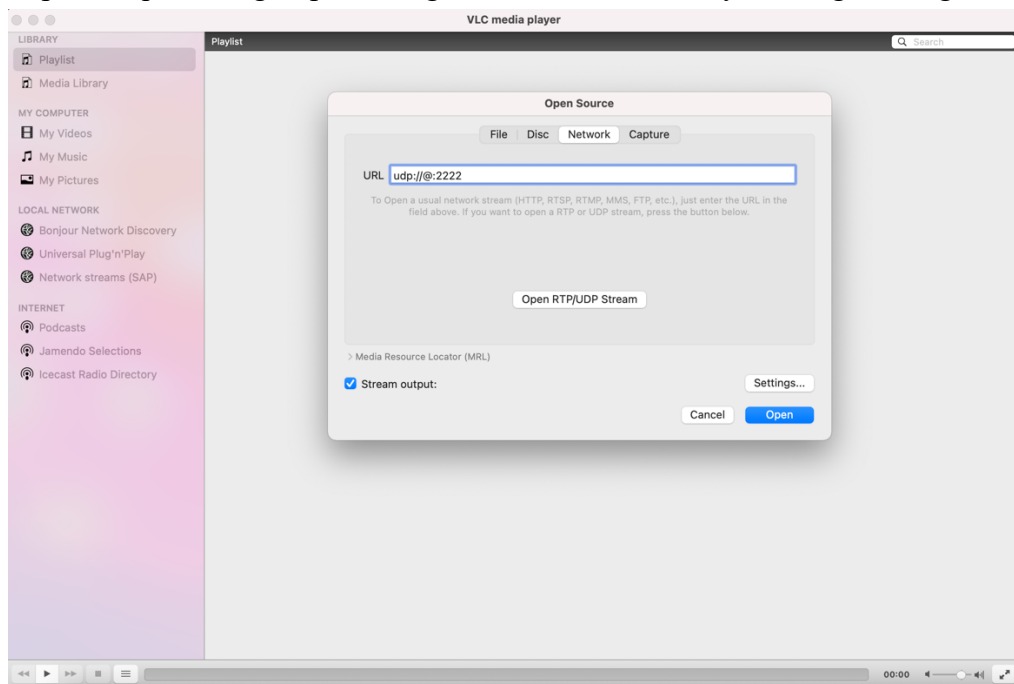 VLC media player
LIBRARY
Playlist
Media Library
MY COMPUTER
My Videos
My Music
My Pictures
LOCAL NETWORK
Bonjour Network Discovery
Universal Plug'n'Play
Network streams (SAP)
INTERNET
Podcasts
Jamendo Selections
Icecast Radio Directory
Playlist
Search
Open Source
File Disc Network Capture
URL udp://@:2222
To Open a usual network stream (HTTP, RTSP, RTMP, MMS, FTP, etc.), just enter the URL in the
field above. If you want to open a RTP or UDP stream, press the button below.
Open RTP/UDP Stream
Media Resource Locator (MRL)
Stream output:
Settings...
Cancel Open
00:00